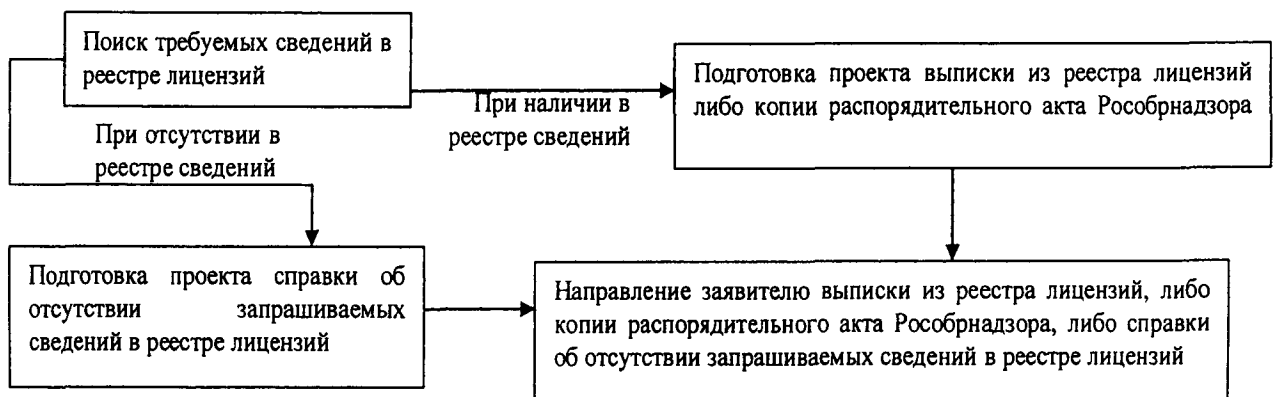 Поиск требуемых сведений в
реестре лицензий
При отсутствии в
реестре сведений
При наличии в
реестре сведений
Подготовка проекта выписки из реестра лицензий
либо копии распорядительного акта Рособрнадзора
Подготовка проекта справки об
отсутствии запрашиваемых
сведений в реестре лицензий
Направление заявителю выписки из реестра лицензий, либо
копии распорядительного акта Рособрнадзора, либо справки
об отсутствии запрашиваемых сведений в реестре лицензий